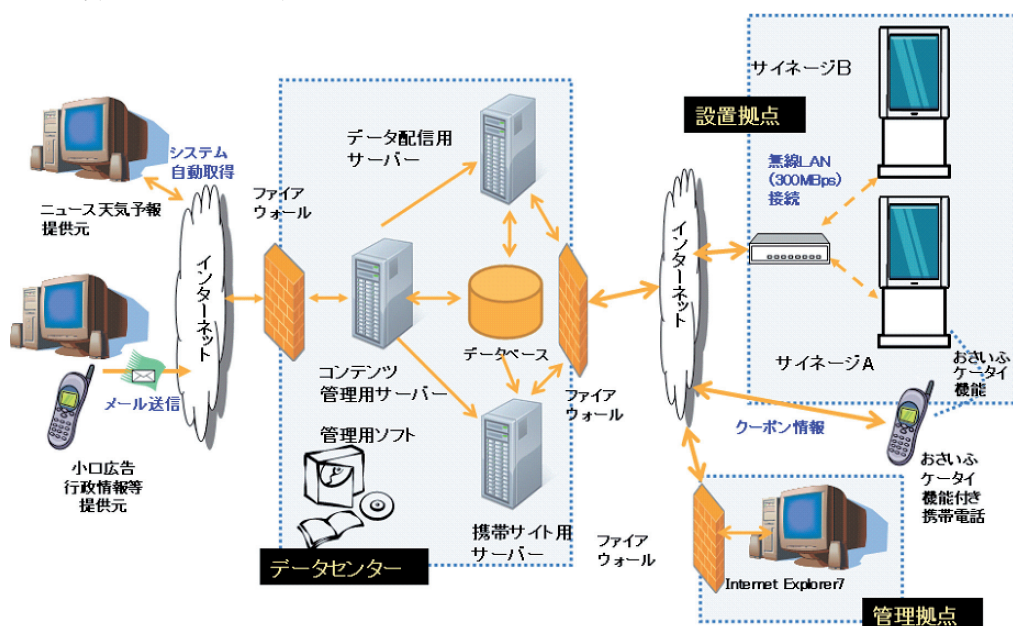 システム
自動取得
ニュース天気予報
提供元
メール送信
小口広告
行政情報等
提供元
インターネット
ファイア
ウォール
データ配信用
サーバー
コンテンツ
管理用サーバー
データベース
管理用ソフト
携帯サイト用
サーバー
データセンター
ファイア
ウォール
インターネット
設置拠点
サイネージB
無線LAN
(300MBps)
接続
サイネージA
おさいふ
ケータイ
機能
クーポン情報
おさいふ
ケータイ
機能付き
携帯電話
ファイア
ウォール
Internet Explorer7
管理拠点